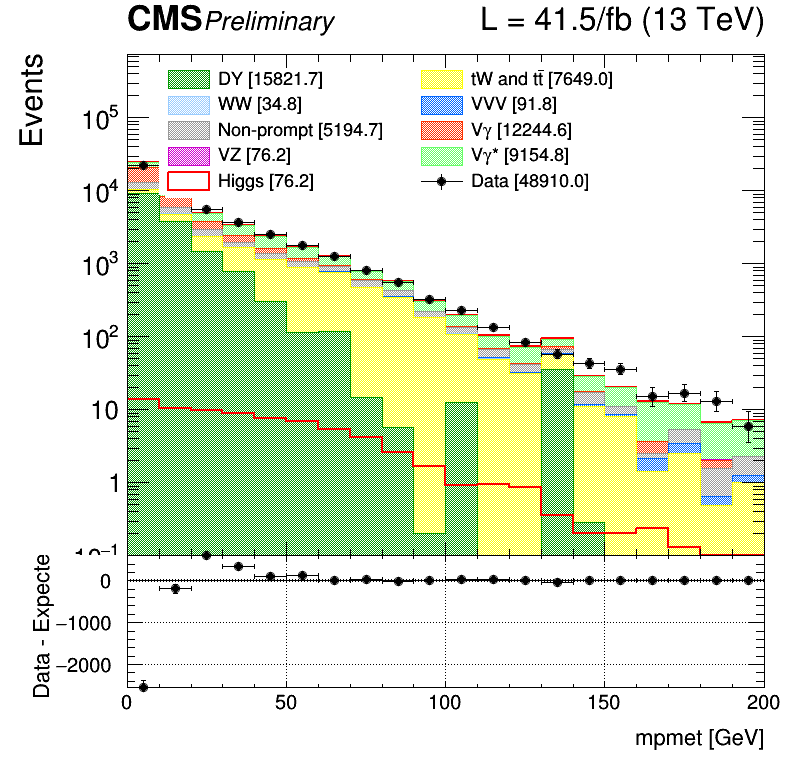 CMS Preliminary L = 41.5/fb (13 TeV)
Events
DY [15821.7] tW and tt̄ [7649.0]
WW [34.8] VVV [91.8]
Non-prompt [5194.7] Vγ [12244.6]
VZ [76.2] Vγ* [9154.8]
Higgs [76.2] Data [48910.0]
10⁵
10⁴
10³
10²
10
1
10⁻¹
Data - Expecte
0
−1000
−2000
0 50 100 150 200
mpmet [GeV]